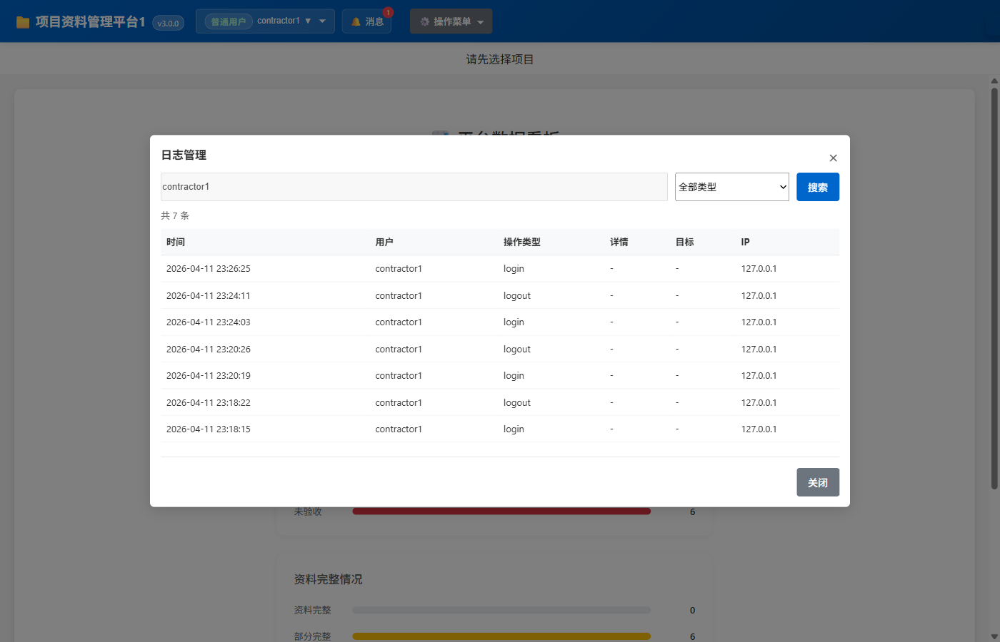 项目资料管理平台1 v3.0.0 普通用户 contractor1 ▼ 消息 1 操作菜单
请先选择项目
平台数据看板
日志管理 ×
contractor1 全部类型 搜索
共 7 条
时间 用户 操作类型 详情 目标 IP
2026-04-11 23:26:25 contractor1 login - - 127.0.0.1
2026-04-11 23:24:11 contractor1 logout - - 127.0.0.1
2026-04-11 23:24:03 contractor1 login - - 127.0.0.1
2026-04-11 23:20:26 contractor1 logout - - 127.0.0.1
2026-04-11 23:20:19 contractor1 login - - 127.0.0.1
2026-04-11 23:18:22 contractor1 logout - - 127.0.0.1
2026-04-11 23:18:15 contractor1 login - - 127.0.0.1
关闭
未验收 6
资料完整情况
资料完整 0
部分完整 6